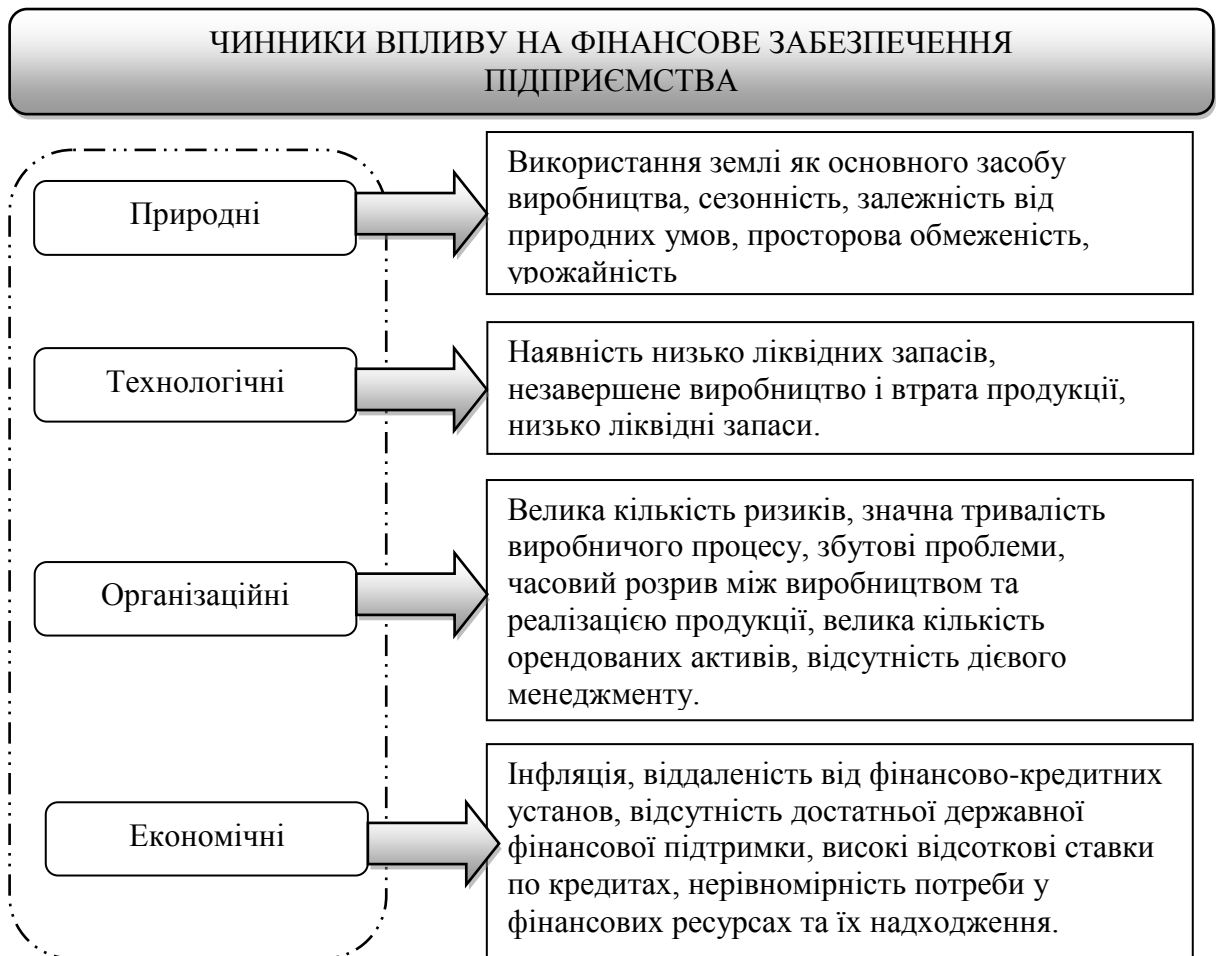 ЧИННИКИ ВПЛИВУ НА ФІНАНСОВЕ ЗАБЕЗПЕЧЕННЯ
ПІДПРИЄМСТВА
Природні
Використання землі як основного засобу
виробництва, сезонність, залежність від
природних умов, просторова обмеженість,
урожайність
Технологічні
Наявність низько ліквідних запасів,
незавершене виробництво і втрата продукції,
низько ліквідні запаси.
Організаційні
Велика кількість ризиків, значна тривалість
виробничого процесу, збутові проблеми,
часовий розрив між виробництвом та
реалізацією продукції, велика кількість
орендованих активів, відсутність дієвого
менеджменту.
Економічні
Інфляція, віддаленість від фінансово-кредитних
установ, відсутність достатньої державної
фінансової підтримки, високі відсоткові ставки
по кредитах, нерівномірність потреби у
фінансових ресурсах та їх надходження.